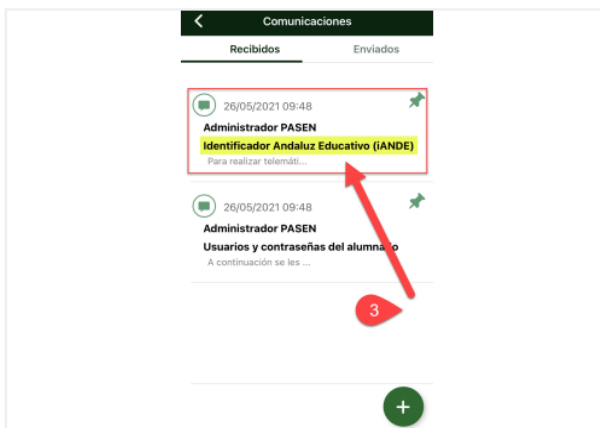 Comunicaciones
Recibidos Enviados
26/05/2021 09:48
Administrador PASEN
Identificador Andaluz Educativo (iANDE)
Para realizar telemáti...
26/05/2021 09:48
Administrador PASEN
Usuarios y contraseñas del alumnado
A continuación se les ...
3
+